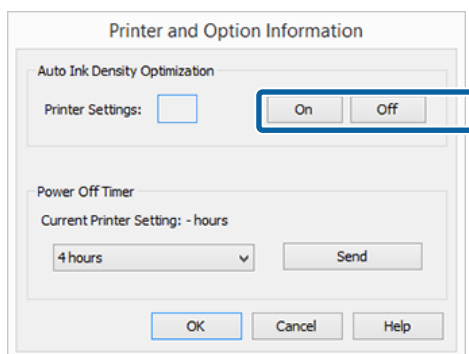 Printer and Option Information
Auto Ink Density Optimization
Printer Settings: On Off
Power Off Timer
Current Printer Setting: - hours
4 hours Send
OK Cancel Help